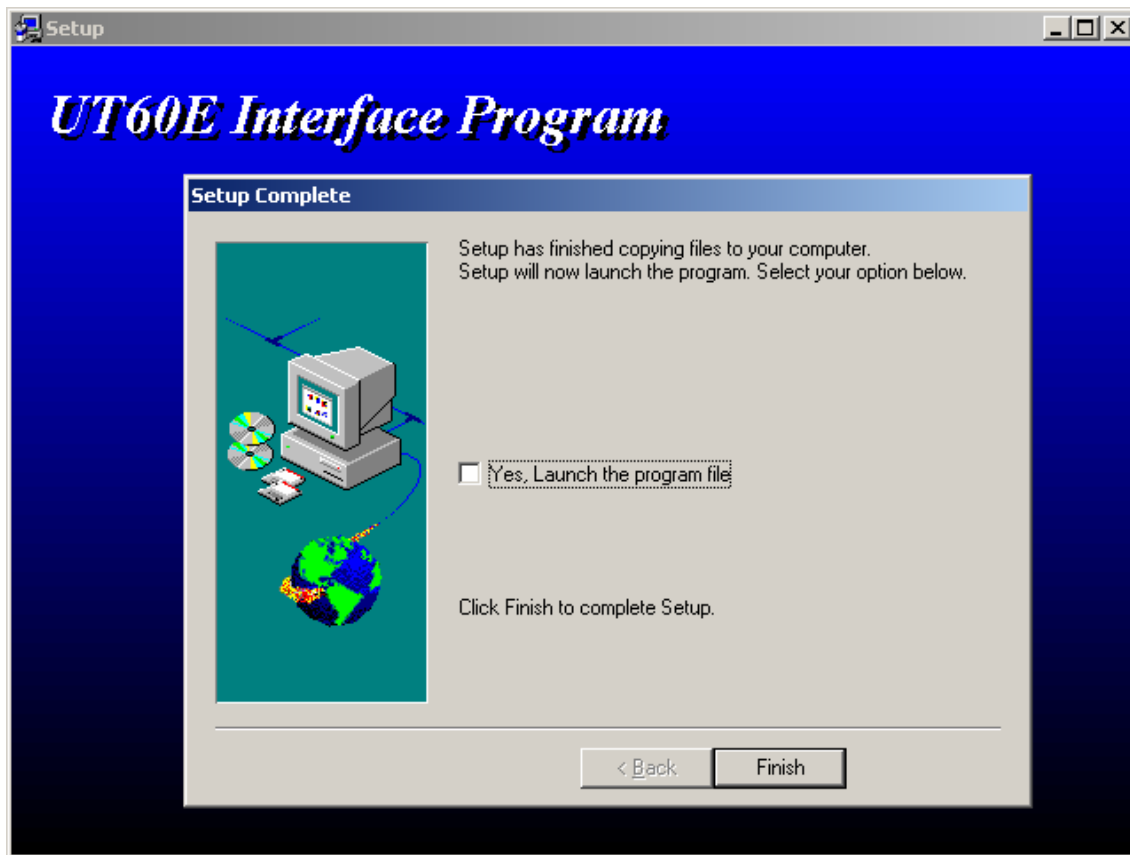 Setup
UT60E Interface Program
Setup Complete
Setup has finished copying files to your computer.
Setup will now launch the program. Select your option below.
Yes, Launch the program file
Click Finish to complete Setup.
< Back
Finish